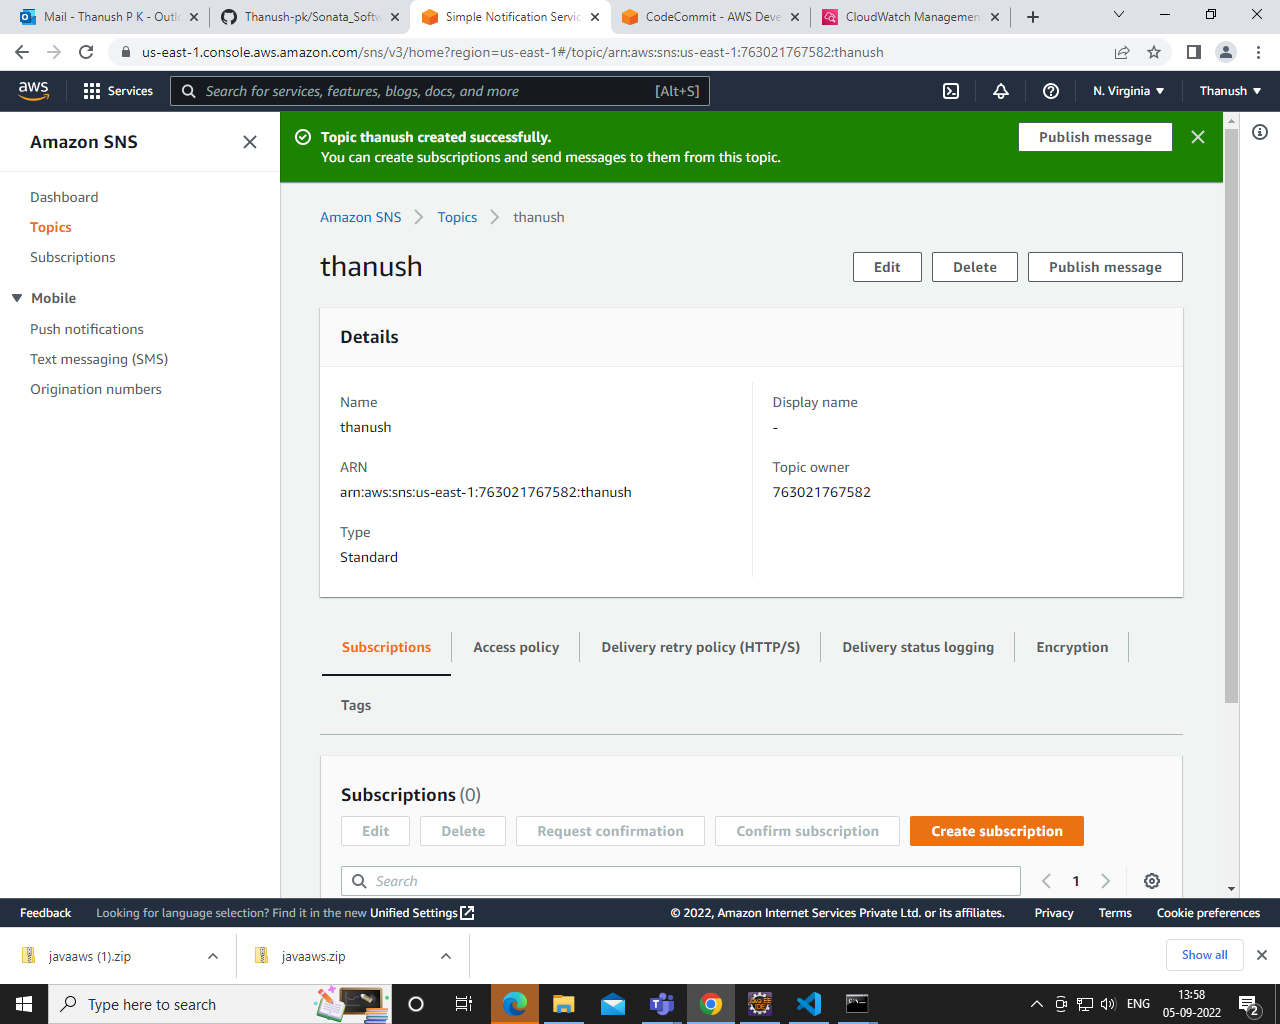 Mail - Thanush P K - Outl
Thanush-pk/Sonata_Softw
Simple Notification Servic
CodeCommit - AWS Deve
CloudWatch Management
us-east-1.console.aws.amazon.com/sns/v3/home?region=us-east-1#/topic/arn:aws:sns:us-east-1:763021767582:thanush
aws
Services
Search for services, features, blogs, docs, and more
[Alt+S]
N. Virginia
Thanush
Amazon SNS
Dashboard
Topics
Subscriptions
Mobile
Push notifications
Text messaging (SMS)
Origination numbers
Topic thanush created successfully.
You can create subscriptions and send messages to them from this topic.
Publish message
Amazon SNS
Topics
thanush
thanush
Edit
Delete
Publish message
Details
Name
thanush
ARN
arn:aws:sns:us-east-1:763021767582:thanush
Type
Standard
Display name
-
Topic owner
763021767582
Subscriptions
Access policy
Delivery retry policy (HTTP/S)
Delivery status logging
Encryption
Tags
Subscriptions (0)
Edit
Delete
Request confirmation
Confirm subscription
Create subscription
Search
1
Feedback
Looking for language selection? Find it in the new Unified Settings
© 2022, Amazon Internet Services Private Ltd. or its affiliates.
Privacy
Terms
Cookie preferences
javaaws (1).zip
javaaws.zip
Show all
Type here to search
ENG
13:58
05-09-2022
2